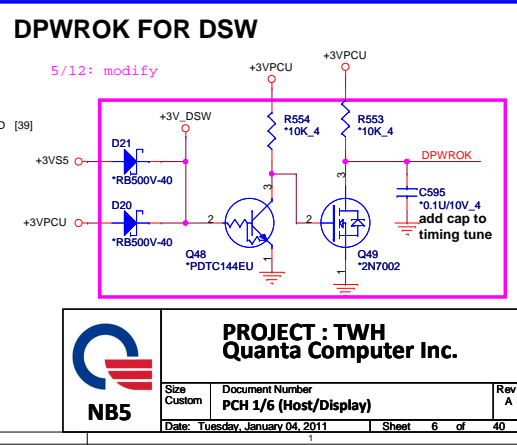 DPWROK FOR DSW
5/12: modify
+3VPCU
+3VPCU
[39]
+3V_DSW
R554
*10K_4
R553
*10K_4
D21
+3VS5
*RB500V-40
DPWROK
3
3
C595
*0.1U/10V_4
add cap to
timing tune
D20
+3VPCU
*RB500V-40
2
2
Q48
*PDTC144EU
1
Q49
*2N7002
1
NB5
PROJECT : TWH
Quanta Computer Inc.
Size
Custom
Document Number
PCH 1/6 (Host/Display)
Rev
A
Date: Tuesday, January 04, 2011
Sheet 6 of 40
1